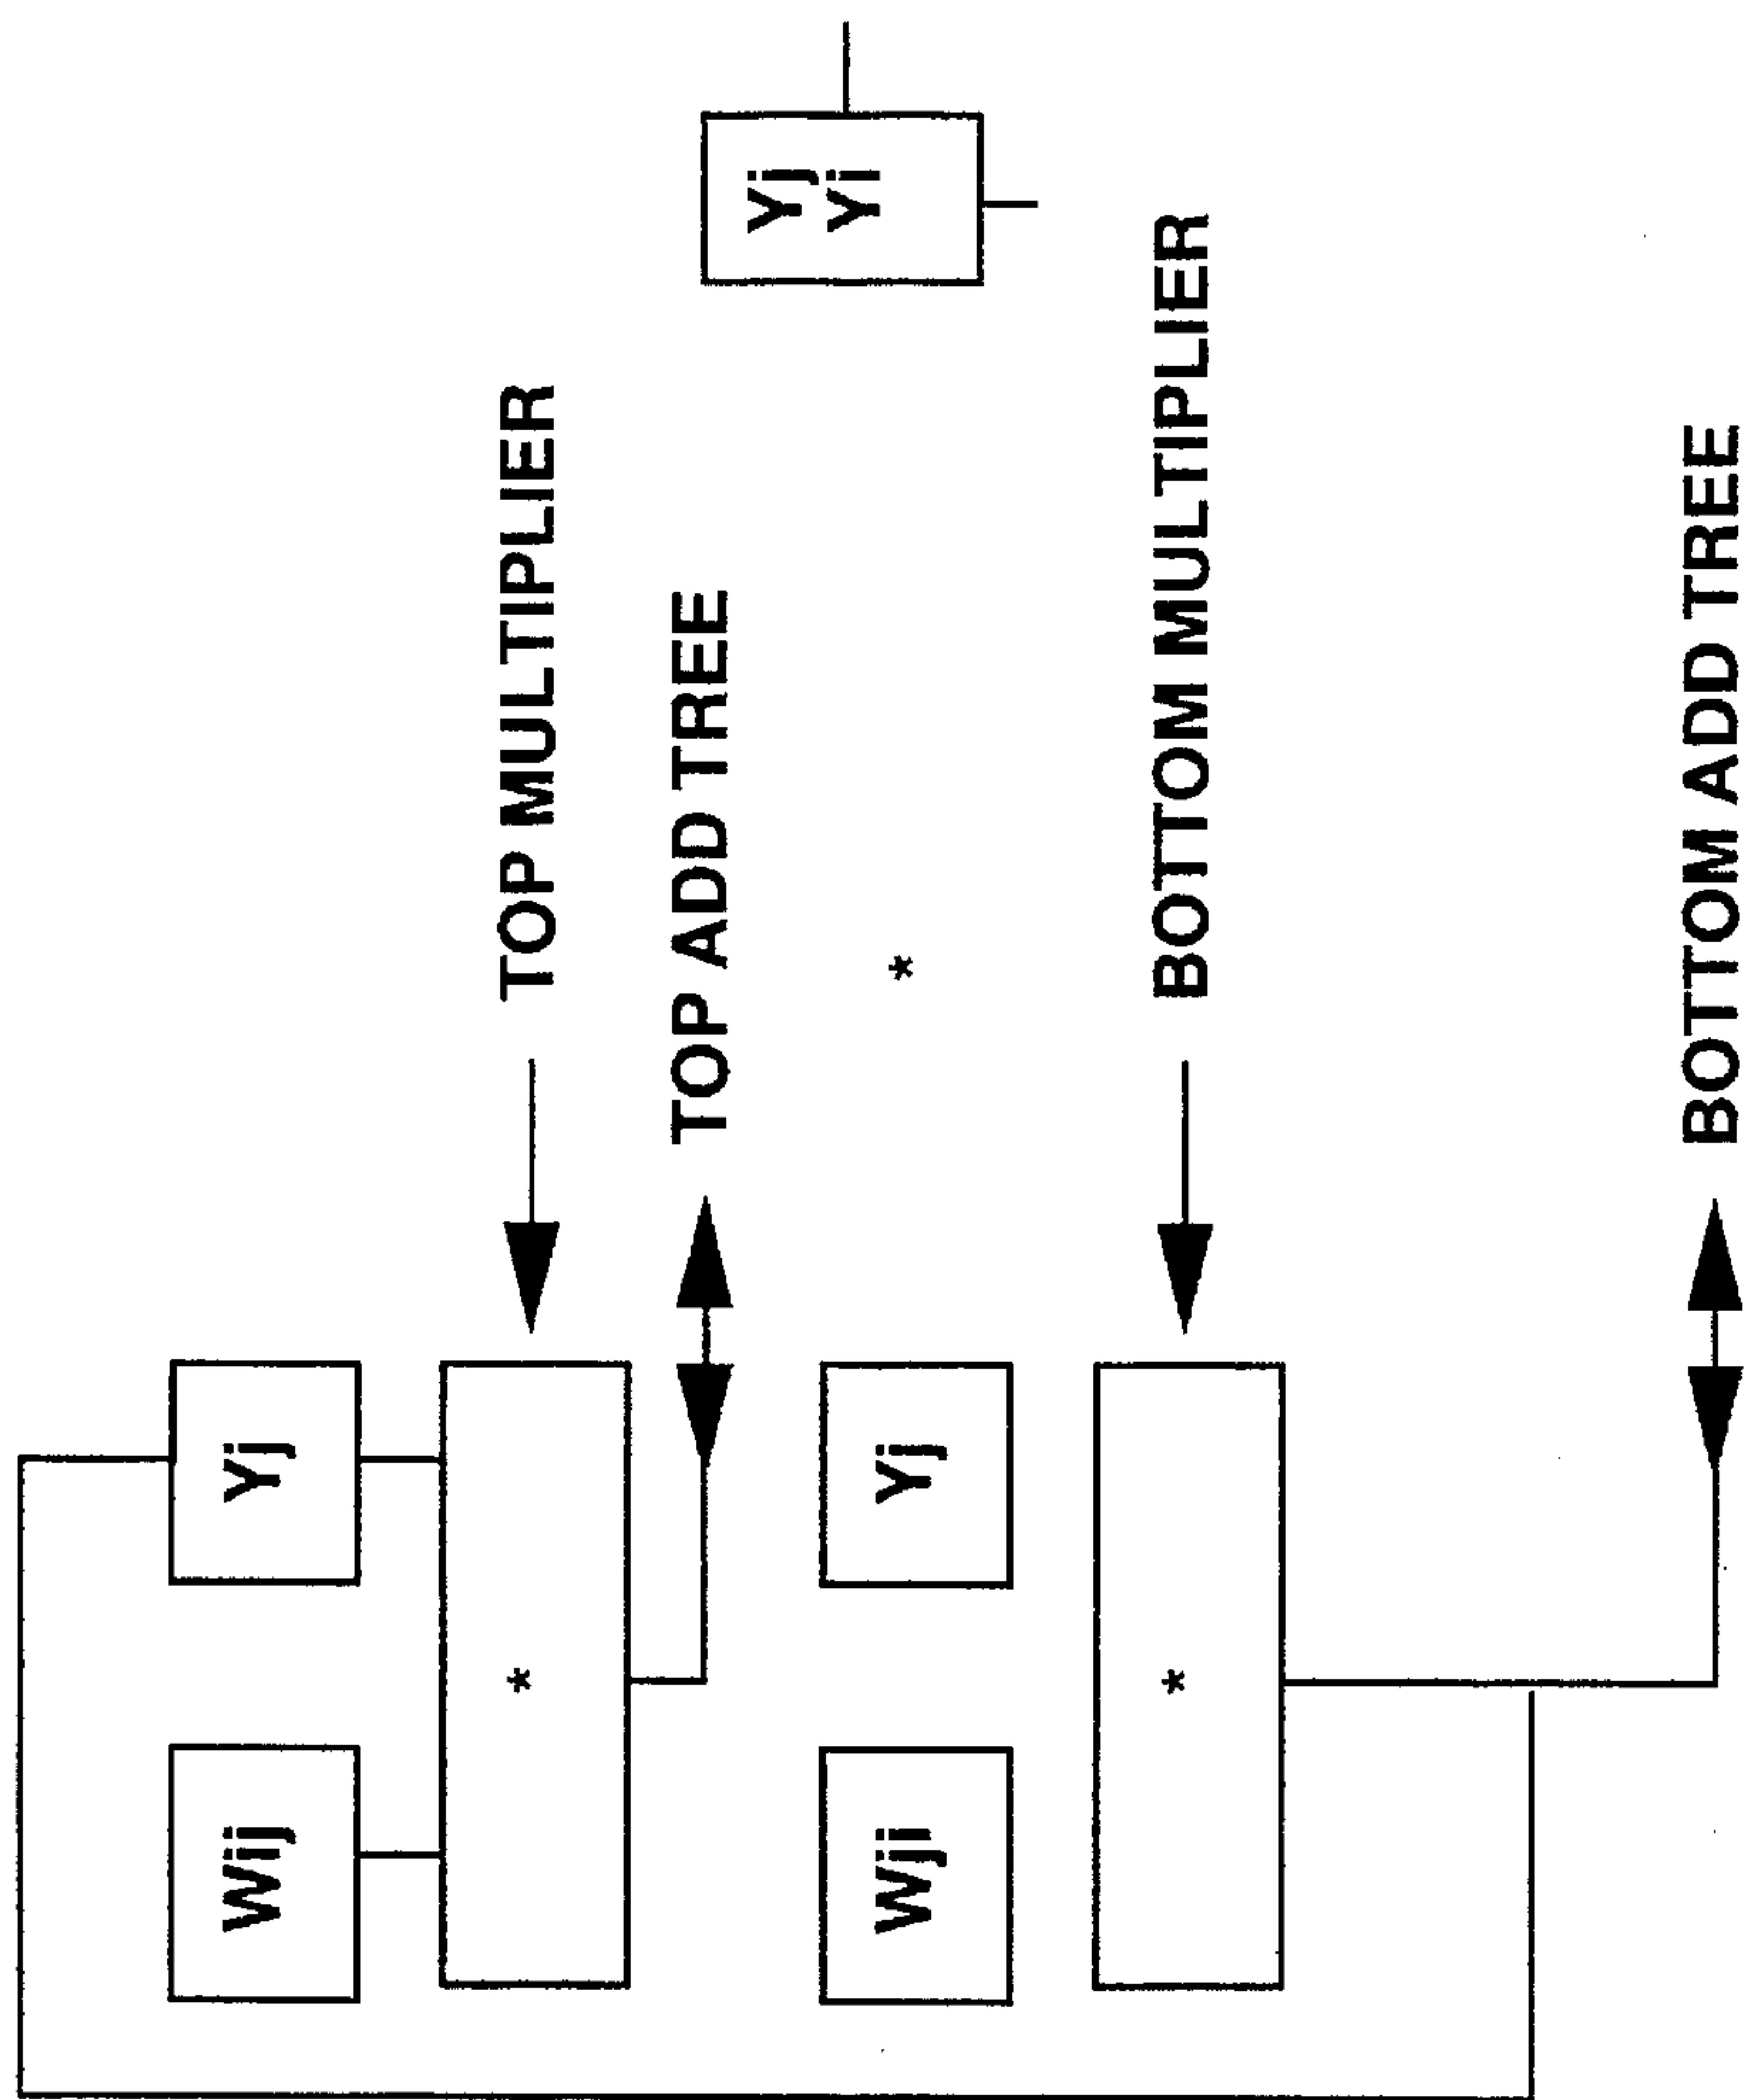 Wij
Yj
*
TOP MULTIPLIER
TOP ADD TREE
Yj
Yi
Wji
Yj
*
*
BOTTOM MULTIPLIER
BOTTOM ADD TREE